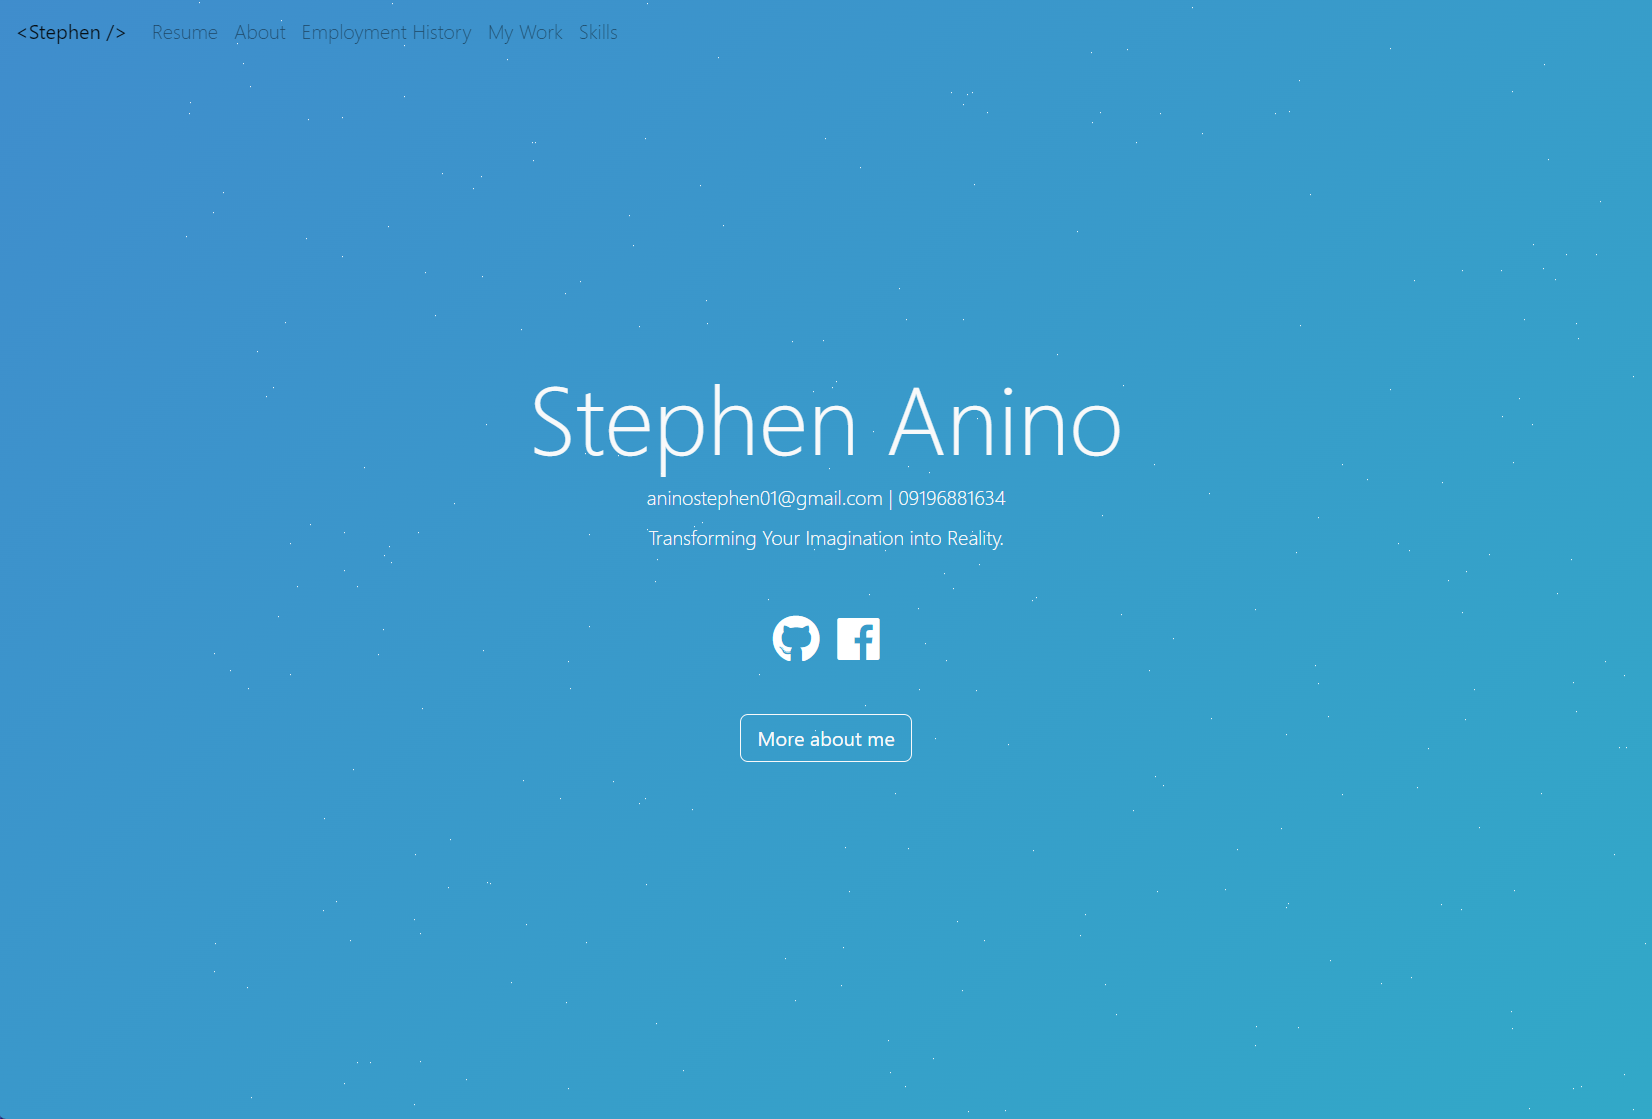 <Stephen /> Resume About Employment History My Work Skills
Stephen Anino
aninostephen01@gmail.com | 09196881634
Transforming Your Imagination into Reality.
More about me